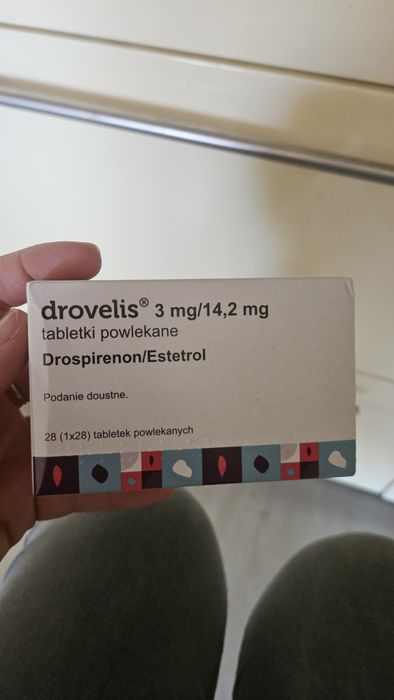 drovelis® 3 mg/14,2 mg
tabletki powlekane
Drospirenon/Estetrol
Podanie doustne.
28 (1x28) tabletek powlekanych